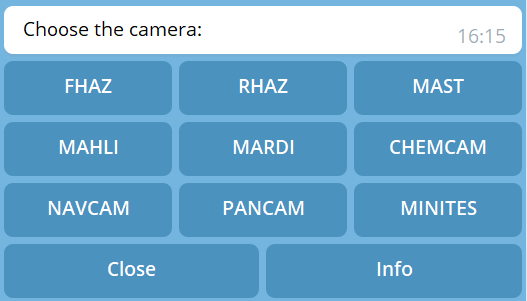 Choose the camera:
16:15
FHAZ RHAZ MAST
MAHLI MARDI CHEMCAM
NAVCAM PANCAM MINITES
Close Info